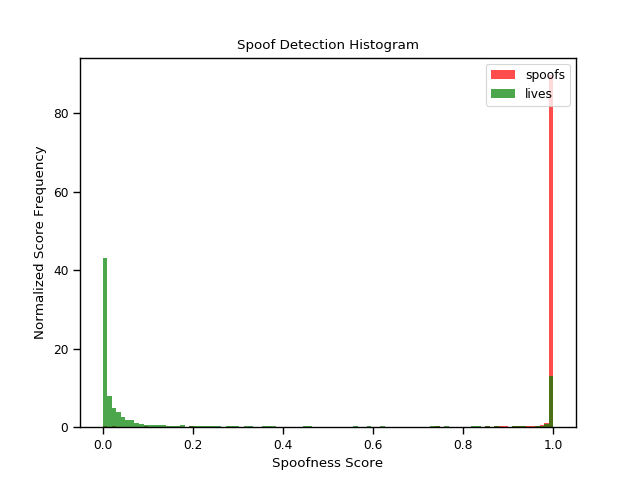 Spoof Detection Histogram
spoofs
lives
Normalized Score Frequency
80
60
40
20
0
0.0 0.2 0.4 0.6 0.8 1.0
Spoofness Score